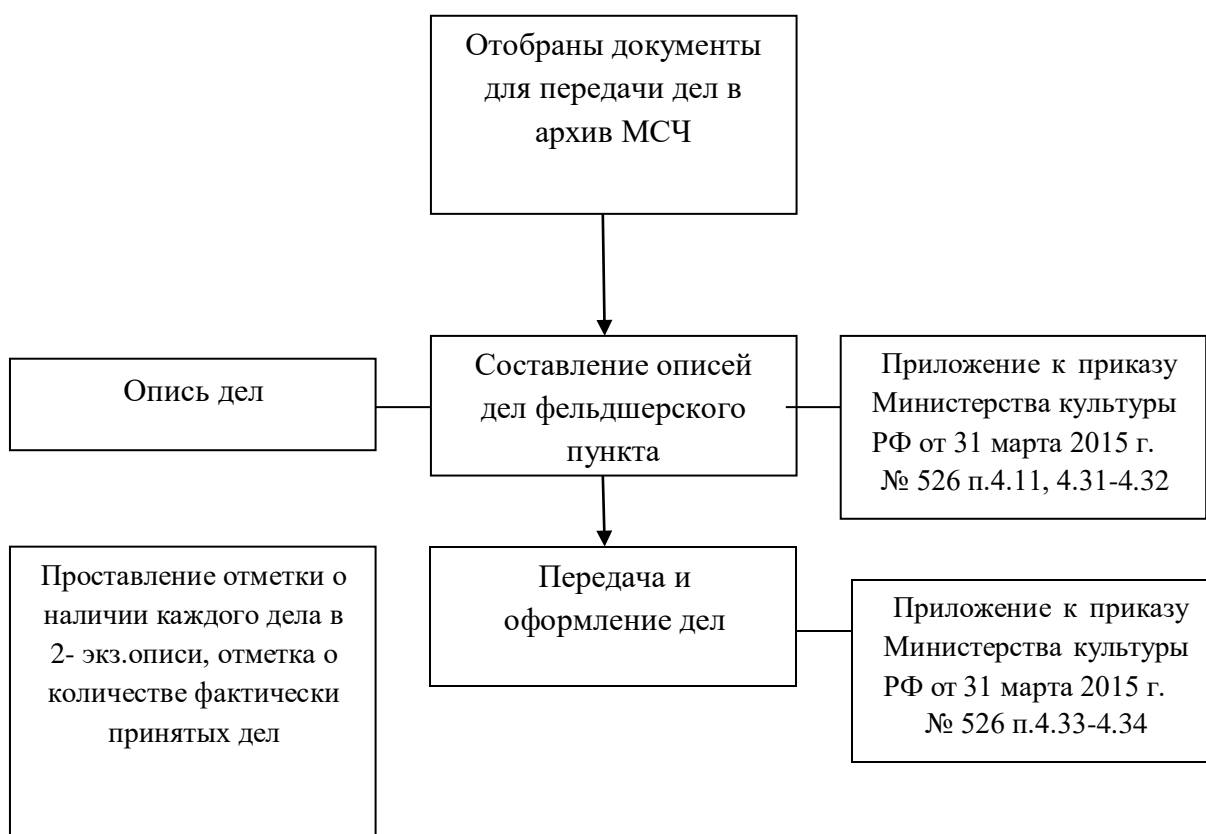 Отобраны документы
для передачи дел в
архив МСЧ
Опись дел
Составление описей
дел фельдшерского
пункта
Приложение к приказу
Министерства культуры
РФ от 31 марта 2015 г.
№ 526 п.4.11, 4.31-4.32
Проставление отметки о
наличии каждого дела в
2- экз.описи, отметка о
количестве фактически
принятых дел
Передача и
оформление дел
Приложение к приказу
Министерства культуры
РФ от 31 марта 2015 г.
№ 526 п.4.33-4.34